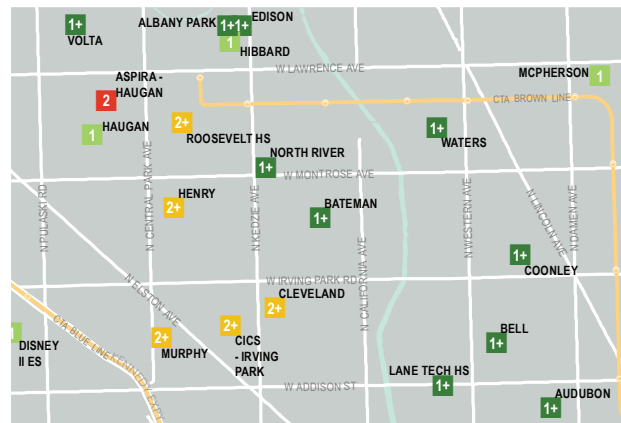 1+
VOLTA
ALBANY PARK
1+
1+
EDISON
1
HIBBARD
W LAWRENCE AVE
MCPHERSON
1
ASPIRA -
HAUGAN
2
CTA BROWN LINE
1
HAUGAN
2+
ROOSEVELT HS
1+
WATERS
NORTH RIVER
1+
W MONTROSE AVE
N PULASKI RD
N CENTRAL PARK AVE
N KEDZIE AVE
N CALIFORNIA AVE
N WESTERN AVE
N LINCOLN AVE
N DAMEN AVE
HENRY
2+
BATEMAN
1+
1+
COONLEY
W IRVING PARK RD
N ELSTON AVE
CLEVELAND
2+
CTA BLUE LINE
KENNEDY EXPY
DISNEY
II ES
2+
MURPHY
2+
CICS
- IRVING
PARK
BELL
1+
LANE TECH HS
1+
W ADDISON ST
AUDUBON
1+